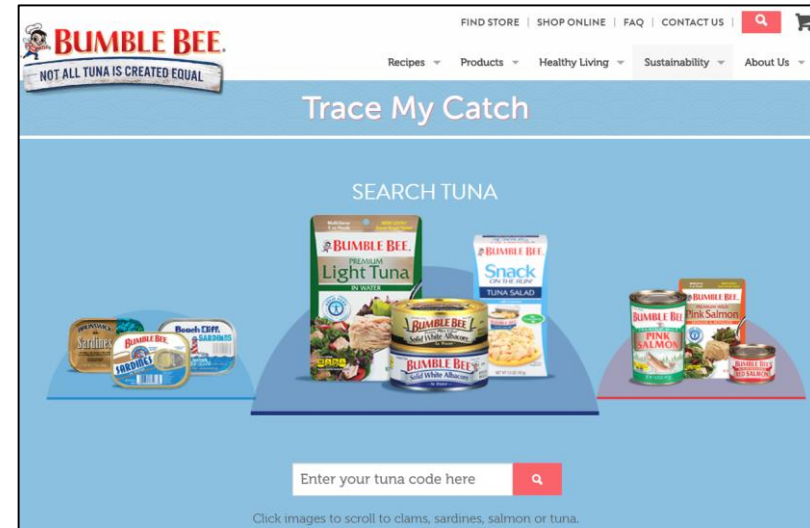 FIND STORE | SHOP ONLINE | FAQ | CONTACT US |
BUMBLE BEE.
NOT ALL TUNA IS CREATED EQUAL
Recipes Products Healthy Living Sustainability About Us
Trace My Catch
SEARCH TUNA
BUMBLE BEE.
PREMIUM
Light Tuna
IN WATER
BUMBLE BEE.
Snack
ON THE RUN!
TUNA SALAD
BRUNSWICK
Sardines
BUMBLE BEE
SARDINES
Beach Cliff.
SARDINES
BUMBLE BEE
Solid White Albacore
BUMBLE BEE
Solid White Albacore
in Water
BUMBLE BEE
PINK
SALMON
BUMBLE BEE.
Pink Salmon
BUMBLE BEE
RED SALMON
Enter your tuna code here
Click images to scroll to clams, sardines, salmon or tuna.